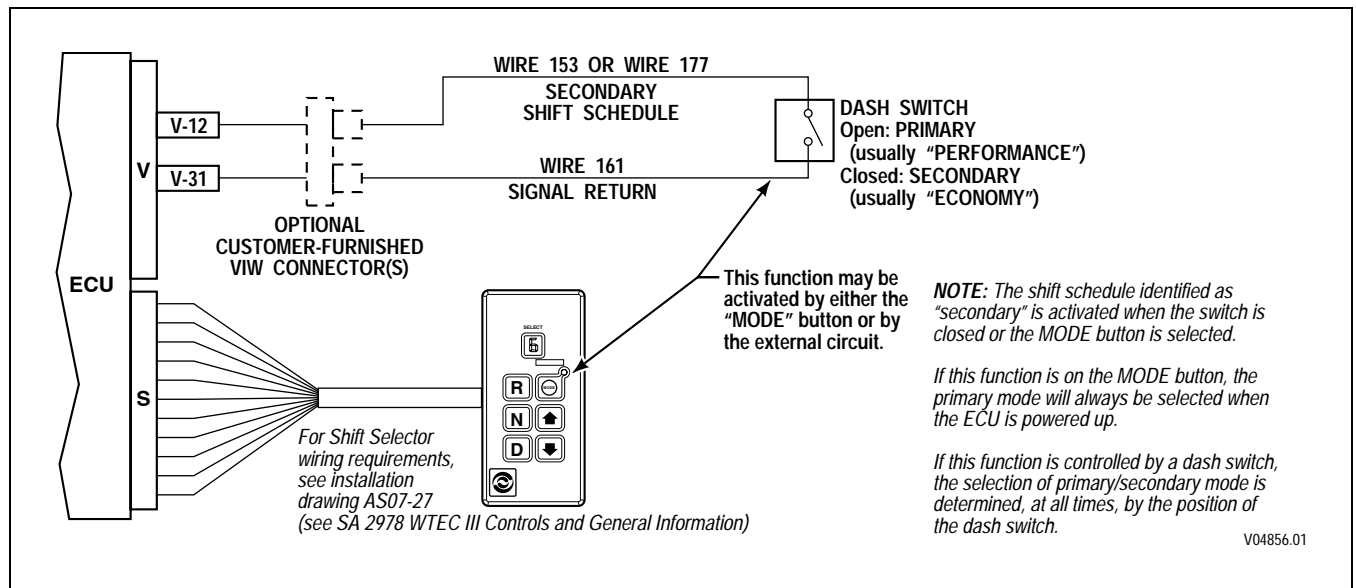 WIRE 153 OR WIRE 177
SECONDARY
SHIFT SCHEDULE
V-12
V
V-31
WIRE 161
SIGNAL RETURN
DASH SWITCH
Open: PRIMARY
(usually “PERFORMANCE”)
Closed: SECONDARY
(usually “ECONOMY”)
OPTIONAL
CUSTOMER-FURNISHED
VIW CONNECTOR(S)
ECU
S
SELECT
6
R
MODE
N
D
This function may be
activated by either the
“MODE” button or by
the external circuit.
For Shift Selector
wiring requirements,
see installation
drawing AS07-27
(see SA 2978 WTEC III Controls and General Information)
NOTE: The shift schedule identified as
“secondary” is activated when the switch is
closed or the MODE button is selected.
If this function is on the MODE button, the
primary mode will always be selected when
the ECU is powered up.
If this function is controlled by a dash switch,
the selection of primary/secondary mode is
determined, at all times, by the position of
the dash switch.
V04856.01